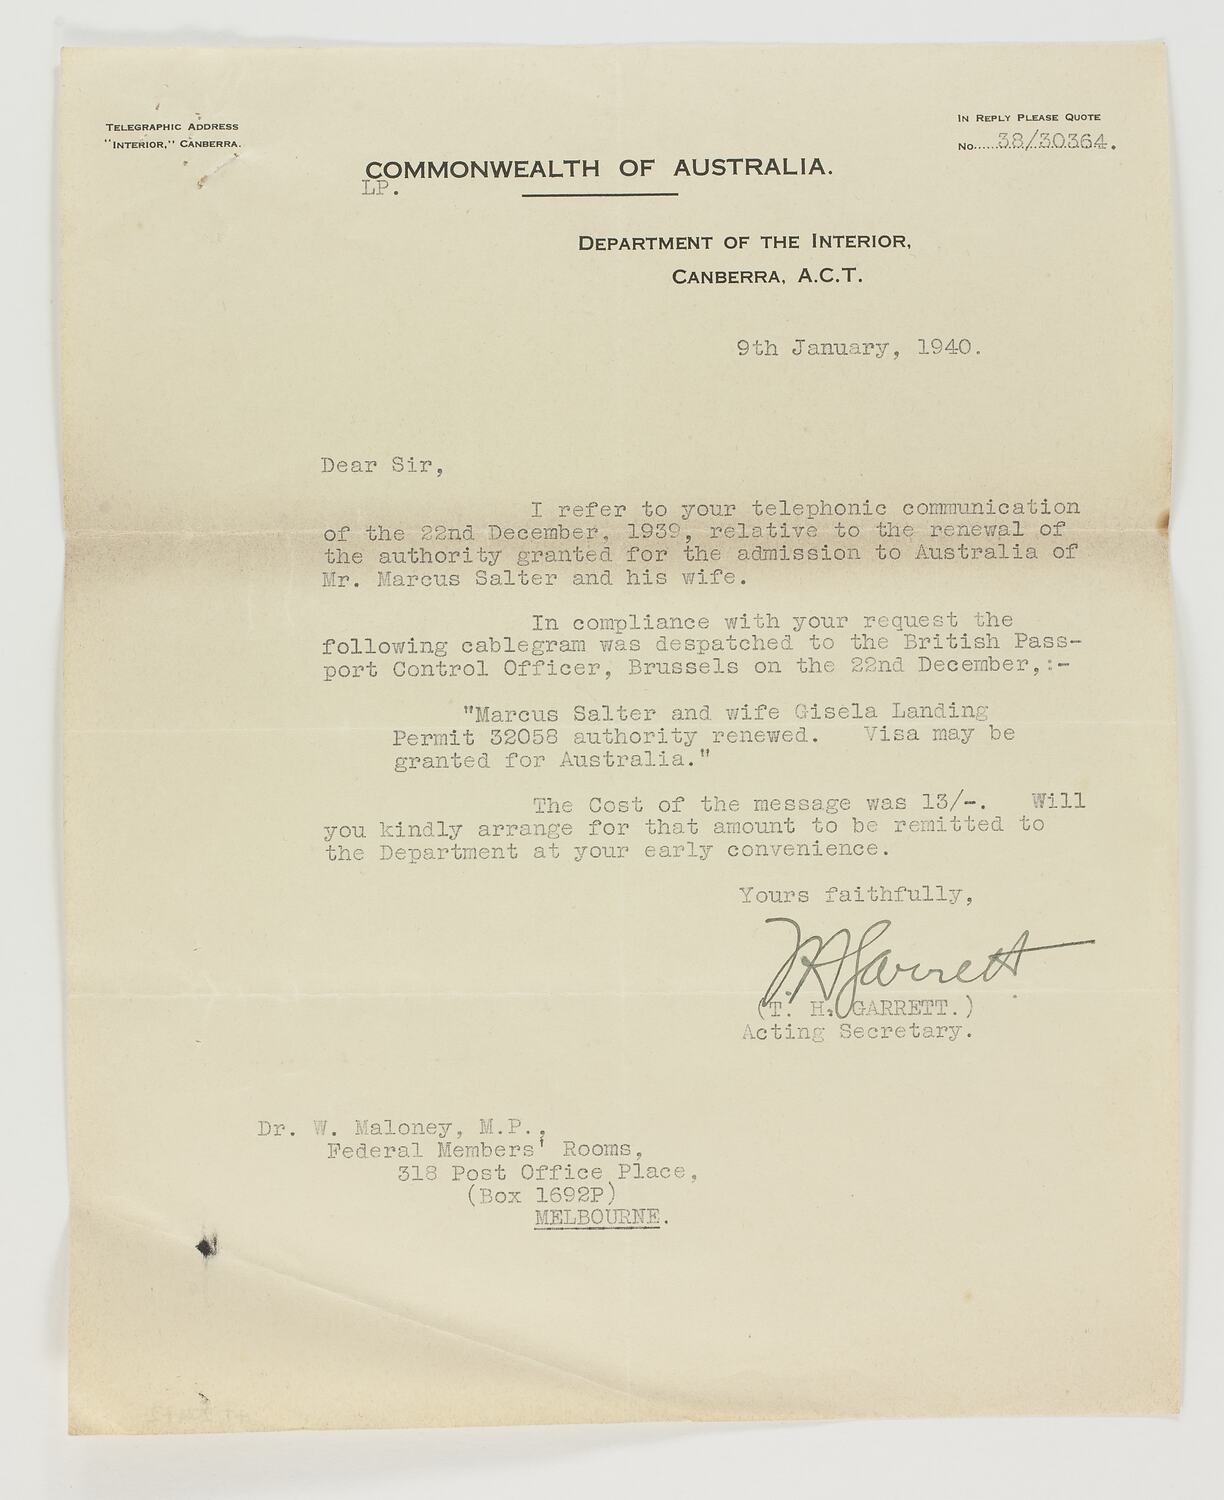 TELEGRAPHIC ADDRESS
"INTERIOR," CANBERRA.
IN REPLY PLEASE QUOTE
No.....38/30364.
COMMONWEALTH OF AUSTRALIA.
LP.
DEPARTMENT OF THE INTERIOR,
CANBERRA, A.C.T.
9th January, 1940.
Dear Sir,
I refer to your telephonic communication
of the 22nd December, 1939, relative to the renewal of
the authority granted for the admission to Australia of
Mr. Marcus Salter and his wife.
In compliance with your request the
following cablegram was despatched to the British Pass-
port Control Officer, Brussels on the 22nd December,:-
"Marcus Salter and wife Gisela Landing
Permit 32058 authority renewed. Visa may be
granted for Australia."
The Cost of the message was 13/-. Will
you kindly arrange for that amount to be remitted to
the Department at your early convenience.
Yours faithfully,
T H Garrett
(T. H. GARRETT.)
Acting Secretary.
Dr. W. Maloney, M.P.,
Federal Members' Rooms,
318 Post Office Place,
(Box 1692P)
MELBOURNE.